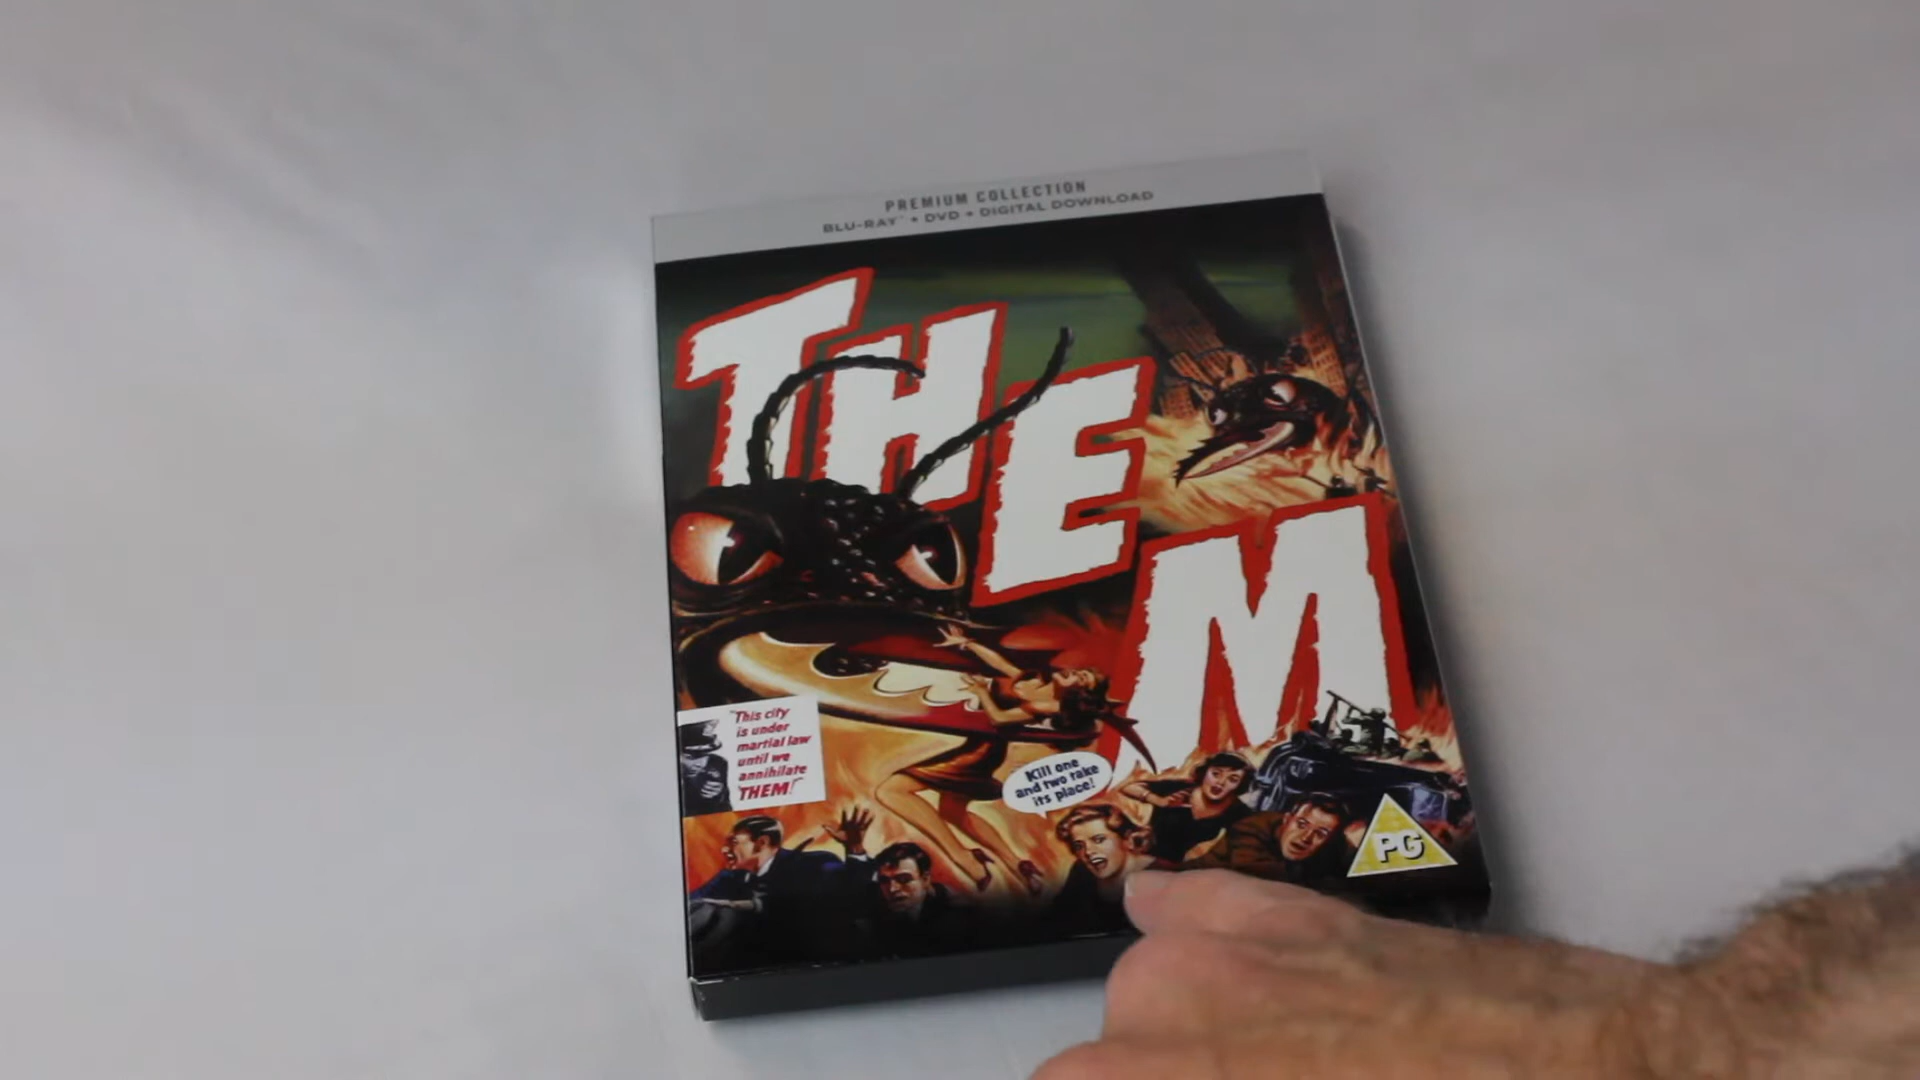 PREMIUM COLLECTION
BLU-RAY™ • DVD • DIGITAL DOWNLOAD
THEM
"This city
is under
martial law
until we
annihilate
THEM!"
Kill one
and two take
its place!
PG